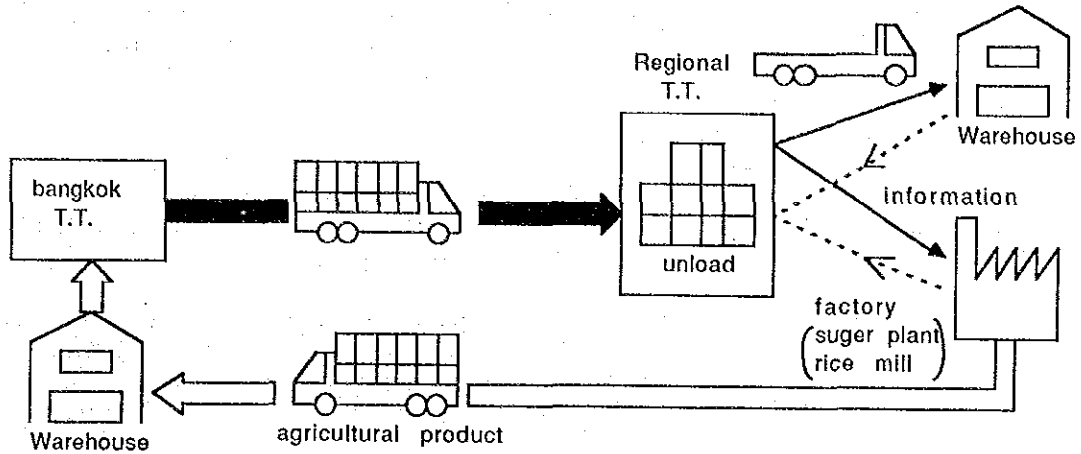 Regional
T.T.
Warehouse
bangkok
T.T.
information
unload
factory
(suger plant
rice mill)
agricultural product
Warehouse